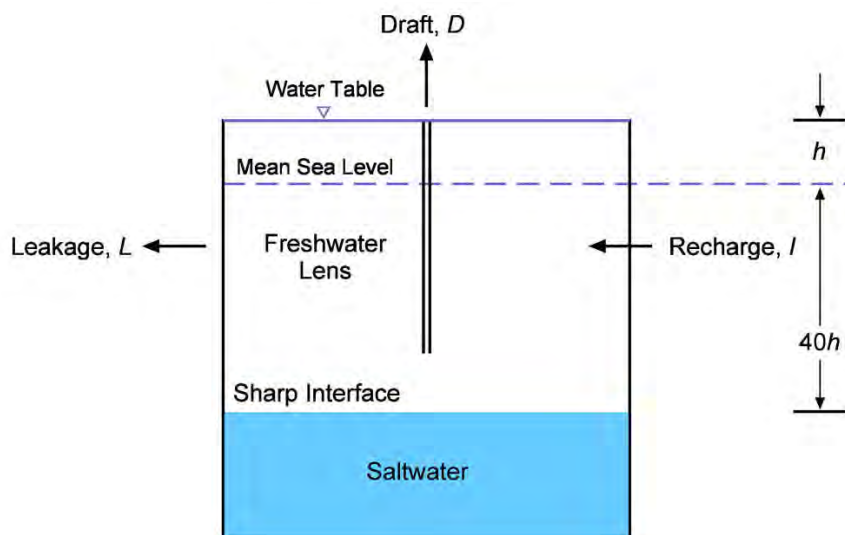 Draft, D
Water Table
h
Mean Sea Level
Leakage, L
Freshwater
Lens
Recharge, I
40h
Sharp Interface
Saltwater